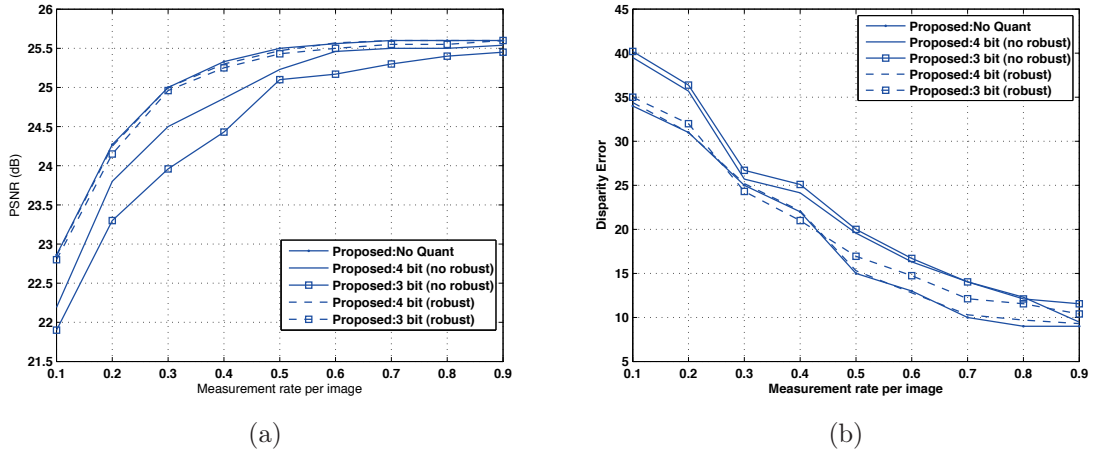 26
25.5
25
24.5
24
23.5
23
22.5
22
21.5
PSNR (dB)
0.1 0.2 0.3 0.4 0.5 0.6 0.7 0.8 0.9
Measurement rate per image
Proposed:No Quant
Proposed:4 bit (no robust)
Proposed:3 bit (no robust)
Proposed:4 bit (robust)
Proposed:3 bit (robust)
(a)
45
40
35
30
25
20
15
10
5
Disparity Error
0.1 0.2 0.3 0.4 0.5 0.6 0.7 0.8 0.9
Measurement rate per image
Proposed:No Quant
Proposed:4 bit (no robust)
Proposed:3 bit (no robust)
Proposed:4 bit (robust)
Proposed:3 bit (robust)
(b)